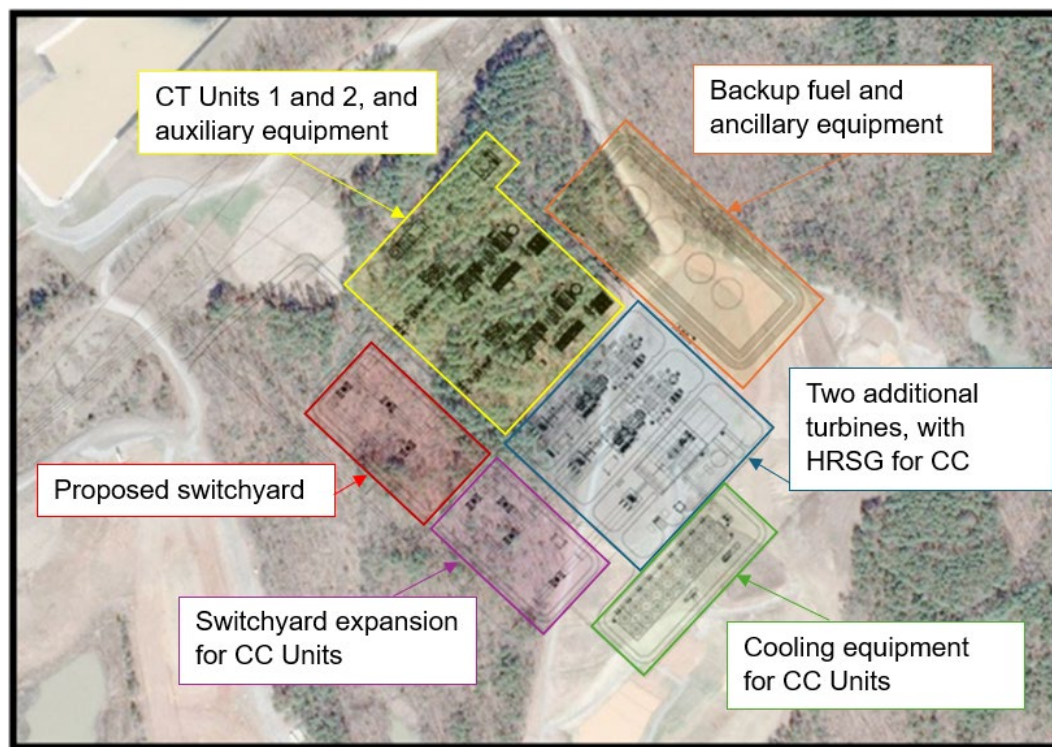 CT Units 1 and 2, and
auxiliary equipment
Backup fuel and
ancillary equipment
Two additional
turbines, with
HRSG for CC
Proposed switchyard
Switchyard expansion
for CC Units
Cooling equipment
for CC Units